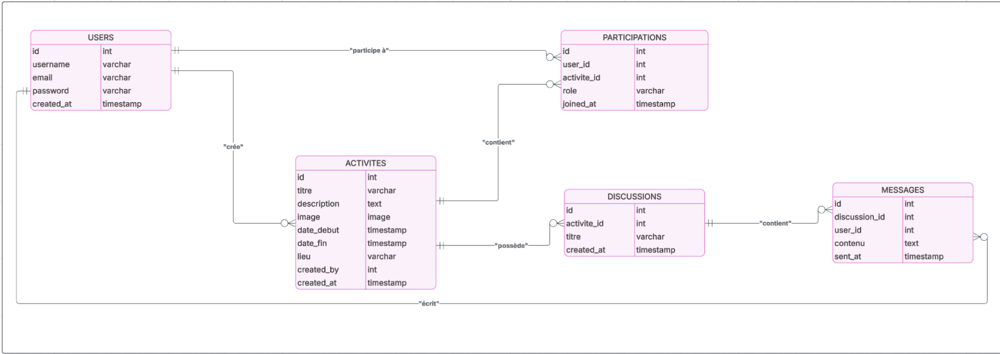 USERS
id int
username varchar
email varchar
password varchar
created_at timestamp
"participe à"
PARTICIPATIONS
id int
user_id int
activite_id int
role varchar
joined_at timestamp
"crée"
"contient"
ACTIVITES
id int
titre varchar
description text
image image
date_debut timestamp
date_fin timestamp
lieu varchar
created_by int
created_at timestamp
"possède"
DISCUSSIONS
id int
activite_id int
titre varchar
created_at timestamp
"contient"
MESSAGES
id int
discussion_id int
user_id int
contenu text
sent_at timestamp
"écrit"